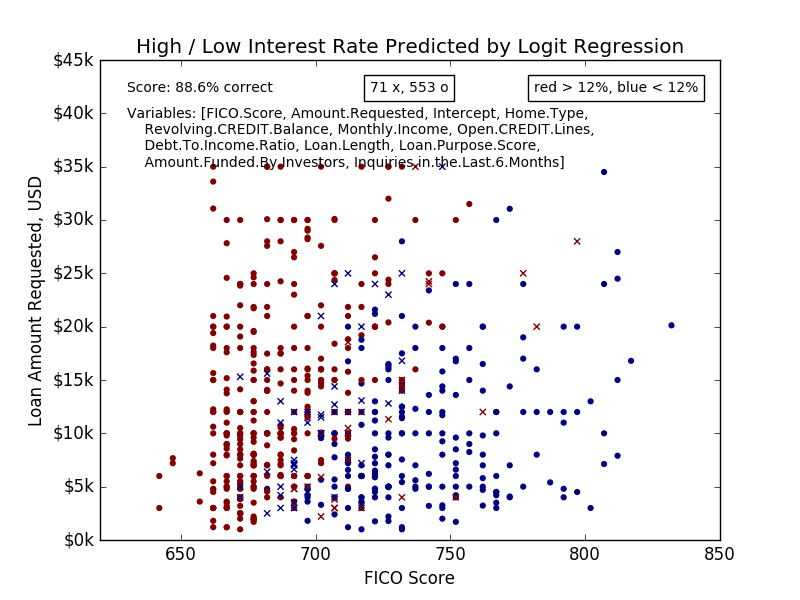 High / Low Interest Rate Predicted by Logit Regression
Score: 88.6% correct
71 x, 553 o
red > 12%, blue < 12%
Variables: [FICO.Score, Amount.Requested, Intercept, Home.Type,
Revolving.CREDIT.Balance, Monthly.Income, Open.CREDIT.Lines,
Debt.To.Income.Ratio, Loan.Length, Loan.Purpose.Score,
Amount.Funded.By.Investors, Inquiries.in.the.Last.6.Months]
$45k
$40k
$35k
$30k
$25k
$20k
$15k
$10k
$5k
$0k
Loan Amount Requested, USD
650
700
750
800
850
FICO Score